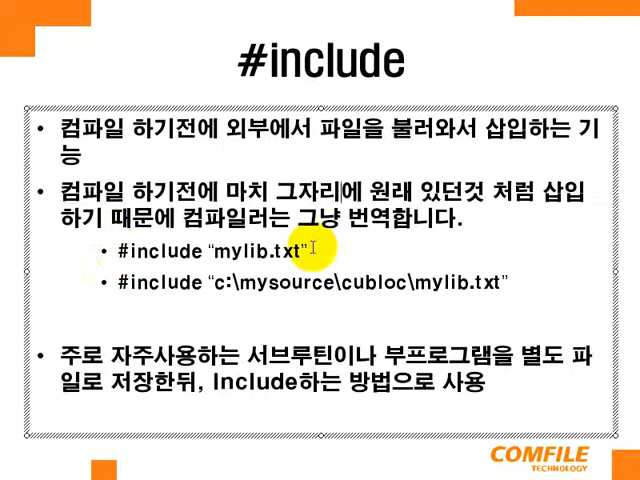 #include
• 컴파일 하기전에 외부에서 파일을 불러와서 삽입하는 기
능
• 컴파일 하기전에 마치 그자리에 원래 있던것 처럼 삽입
하기 때문에 컴파일러는 그냥 번역합니다.
• #include “mylib.txt”
• #include “c:\mysource\cubloc\mylib.txt”
• 주로 자주사용하는 서브루틴이나 부프로그램을 별도 파
일로 저장한뒤, Include하는 방법으로 사용
COMFILE
TECHNOLOGY